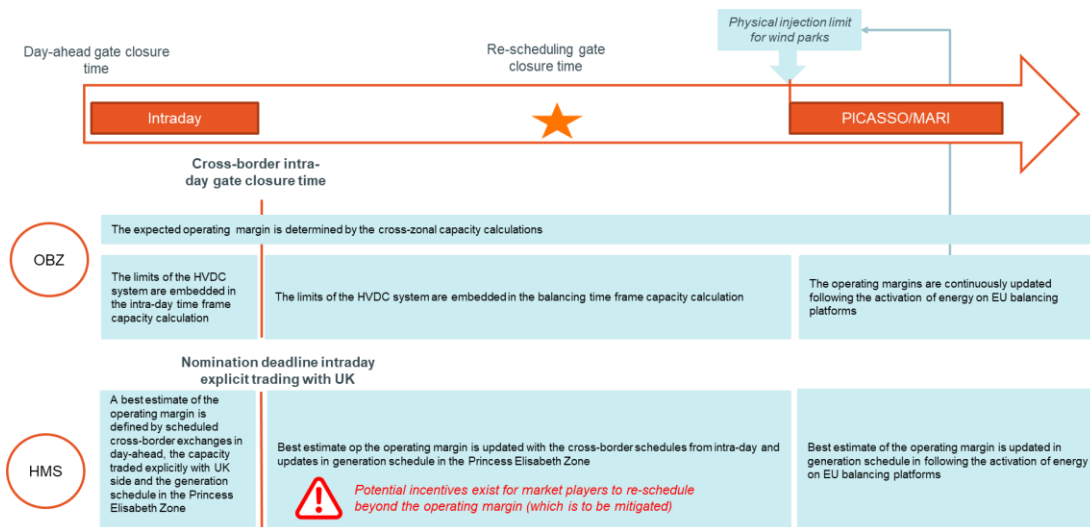 Physical injection limit
for wind parks
Day-ahead gate closure
time
Re-scheduling gate
closure time
Intraday
PICASSO/MARI
Cross-border intra-
day gate closure time
OBZ
The expected operating margin is determined by the cross-zonal capacity calculations
The limits of the HVDC
system are embedded in
the intra-day time frame
capacity calculation
The limits of the HVDC system are embedded in the balancing time frame capacity calculation
The operating margins are continuously updated
following the activation of energy on EU balancing
platforms
Nomination deadline intraday
explicit trading with UK
HMS
A best estimate of the
operating margin is
defined by scheduled
cross-border exchanges in
day-ahead, the capacity
traded explicitly with UK
side and the generation
schedule in the Princess
Elisabeth Zone
Best estimate op the operating margin is updated with the cross-border schedules from intra-day and
updates in generation schedule in the Princess Elisabeth Zone
Potential incentives exist for market players to re-schedule
beyond the operating margin (which is to be mitigated)
Best estimate of the operating margin is updated in
generation schedule in following the activation of energy
on EU balancing platforms